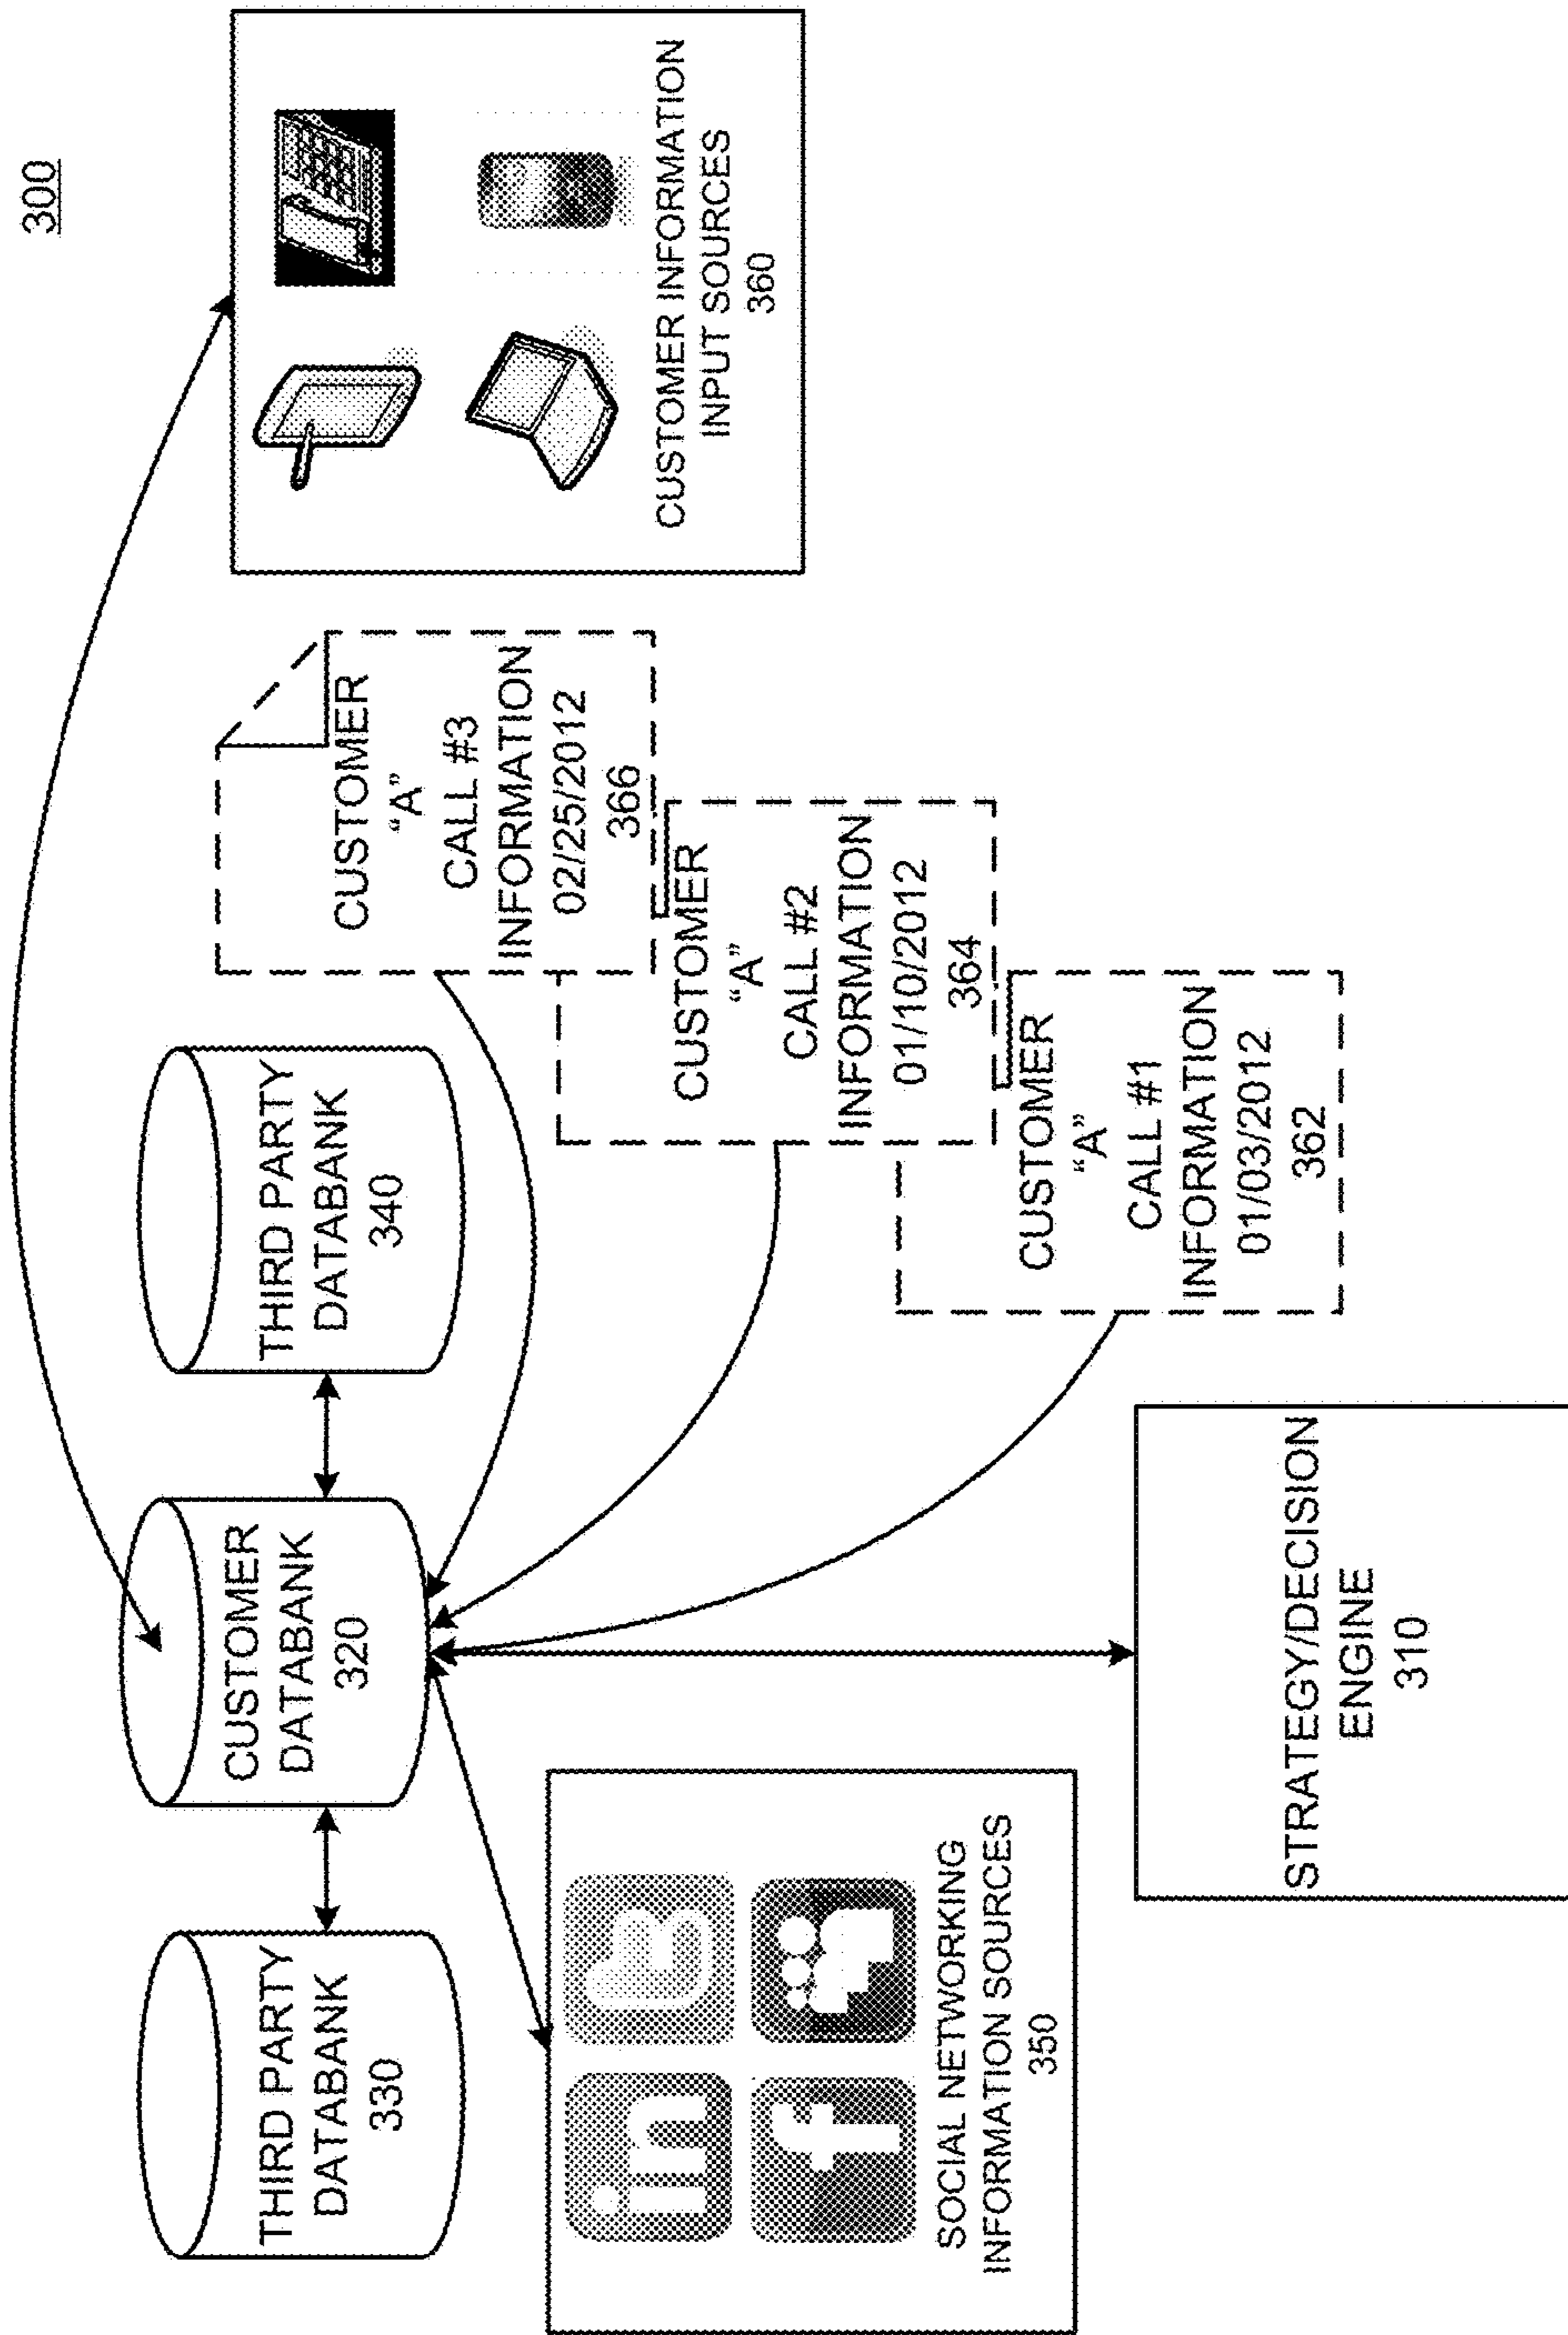 300
THIRD PARTY
DATABANK
330
CUSTOMER
DATABANK
320
THIRD PARTY
DATABANK
340
in
t
f
SOCIAL NETWORKING
INFORMATION SOURCES
350
STRATEGY/DECISION
ENGINE
310
CUSTOMER
“A”
CALL #3
INFORMATION
02/25/2012
366
CUSTOMER
“A”
CALL #2
INFORMATION
01/10/2012
364
CUSTOMER
“A”
CALL #1
INFORMATION
01/03/2012
362
CUSTOMER INFORMATION
INPUT SOURCES
360